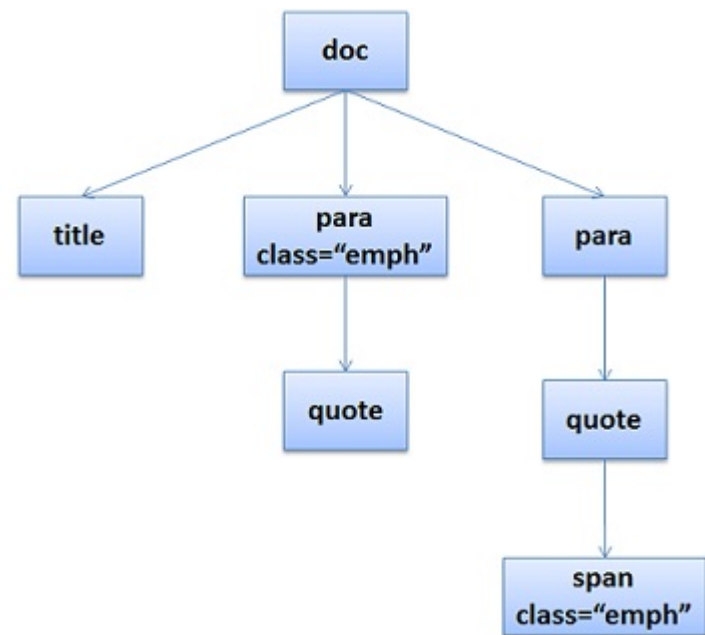 doc
title
para
class=“emph”
para
quote
quote
span
class=“emph”